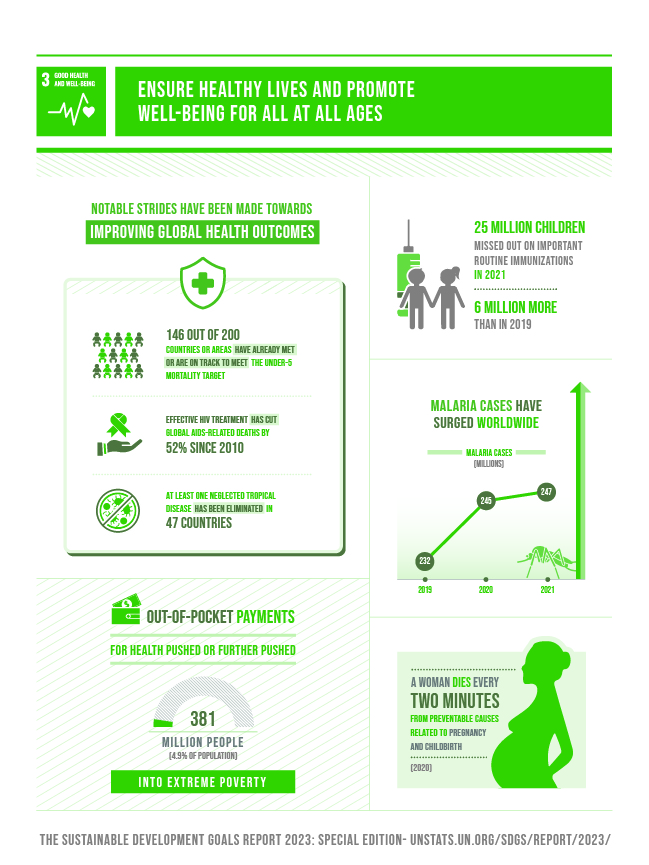 3 GOOD HEALTH
AND WELL-BEING
ENSURE HEALTHY LIVES AND PROMOTE
WELL-BEING FOR ALL AT ALL AGES
NOTABLE STRIDES HAVE BEEN MADE TOWARDS
IMPROVING GLOBAL HEALTH OUTCOMES
146 OUT OF 200
COUNTRIES OR AREAS HAVE ALREADY MET
OR ARE ON TRACK TO MEET THE UNDER-5
MORTALITY TARGET
EFFECTIVE HIV TREATMENT HAS CUT
GLOBAL AIDS-RELATED DEATHS BY
52% SINCE 2010
AT LEAST ONE NEGLECTED TROPICAL
DISEASE HAS BEEN ELIMINATED IN
47 COUNTRIES
OUT-OF-POCKET PAYMENTS
FOR HEALTH PUSHED OR FURTHER PUSHED
381
MILLION PEOPLE
(4.9% OF POPULATION)
INTO EXTREME POVERTY
25 MILLION CHILDREN
MISSED OUT ON IMPORTANT
ROUTINE IMMUNIZATIONS
IN 2021
6 MILLION MORE
THAN IN 2019
MALARIA CASES HAVE
SURGED WORLDWIDE
MALARIA CASES
(MILLIONS)
247
245
232
2019 2020 2021
A WOMAN DIES EVERY
TWO MINUTES
FROM PREVENTABLE CAUSES
RELATED TO PREGNANCY
AND CHILDBIRTH
(2020)
THE SUSTAINABLE DEVELOPMENT GOALS REPORT 2023: SPECIAL EDITION- UNSTATS.UN.ORG/SDGS/REPORT/2023/